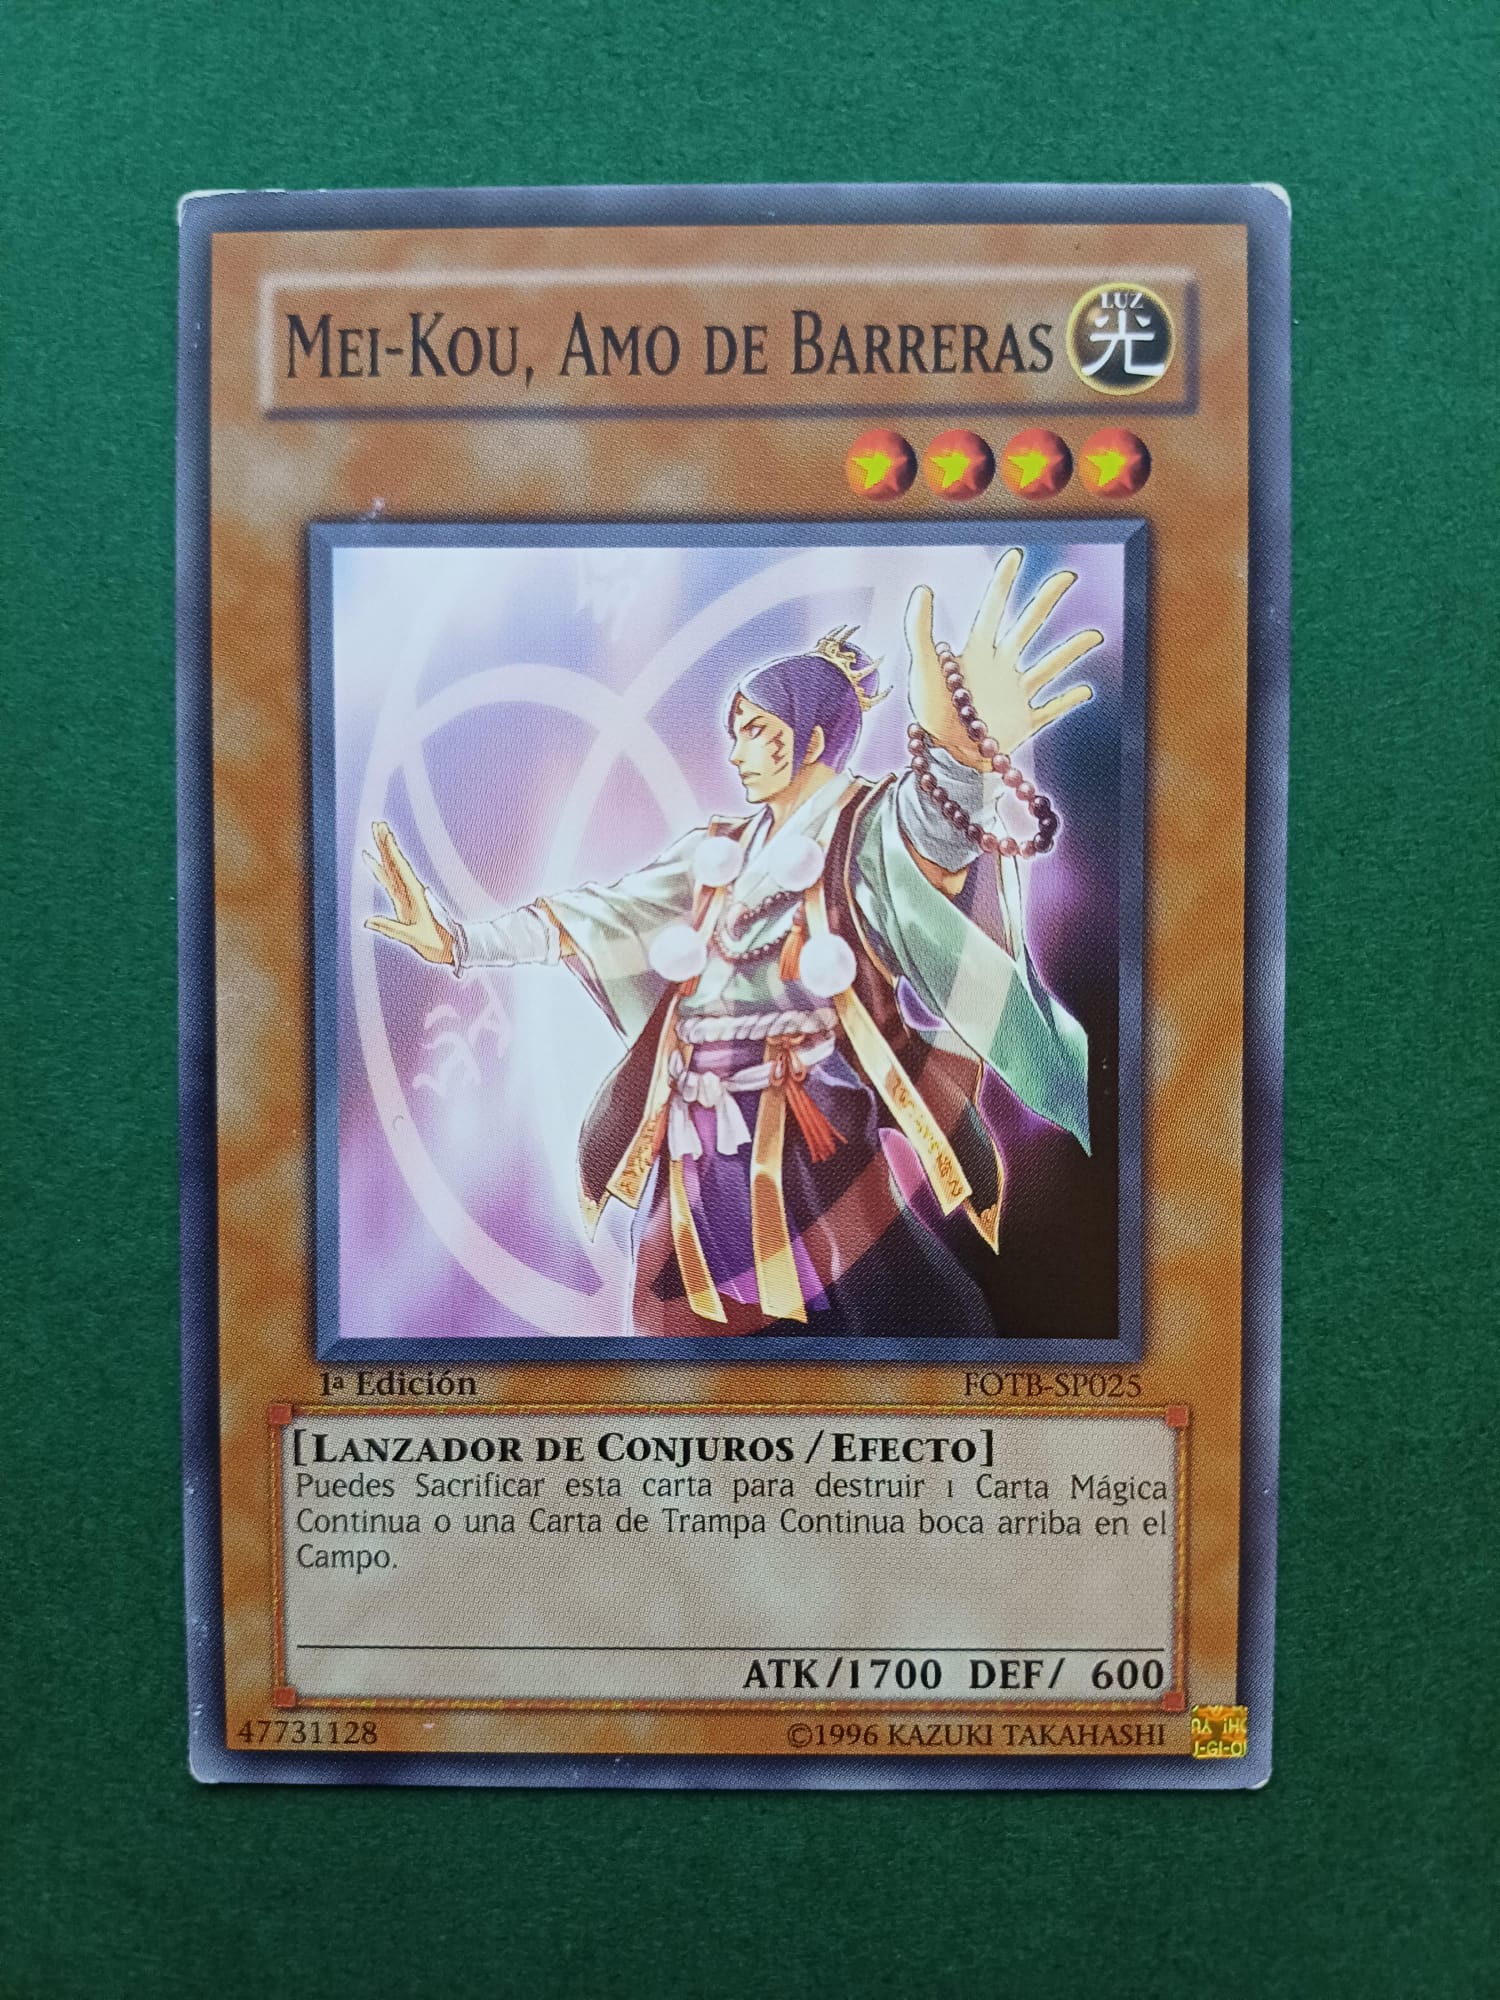 MEI-KOU, AMO DE BARRERAS
LUZ
光
1ª Edición
FOTB-SP025
[LANZADOR DE CONJUROS / EFECTO]
Puedes Sacrificar esta carta para destruir 1 Carta Mágica
Continua o una Carta de Trampa Continua boca arriba en el
Campo.
ATK/1700 DEF/ 600
47731128
©1996 KAZUKI TAKAHASHI